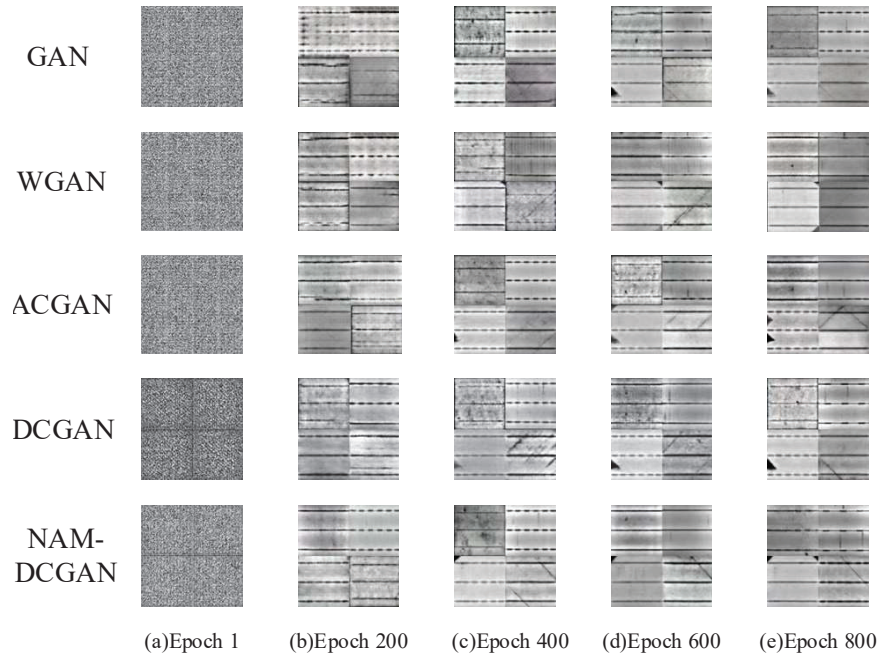 GAN
WGAN
ACGAN
DCGAN
NAM-
DCGAN
(a)Epoch 1 (b)Epoch 200 (c)Epoch 400 (d)Epoch 600 (e)Epoch 800